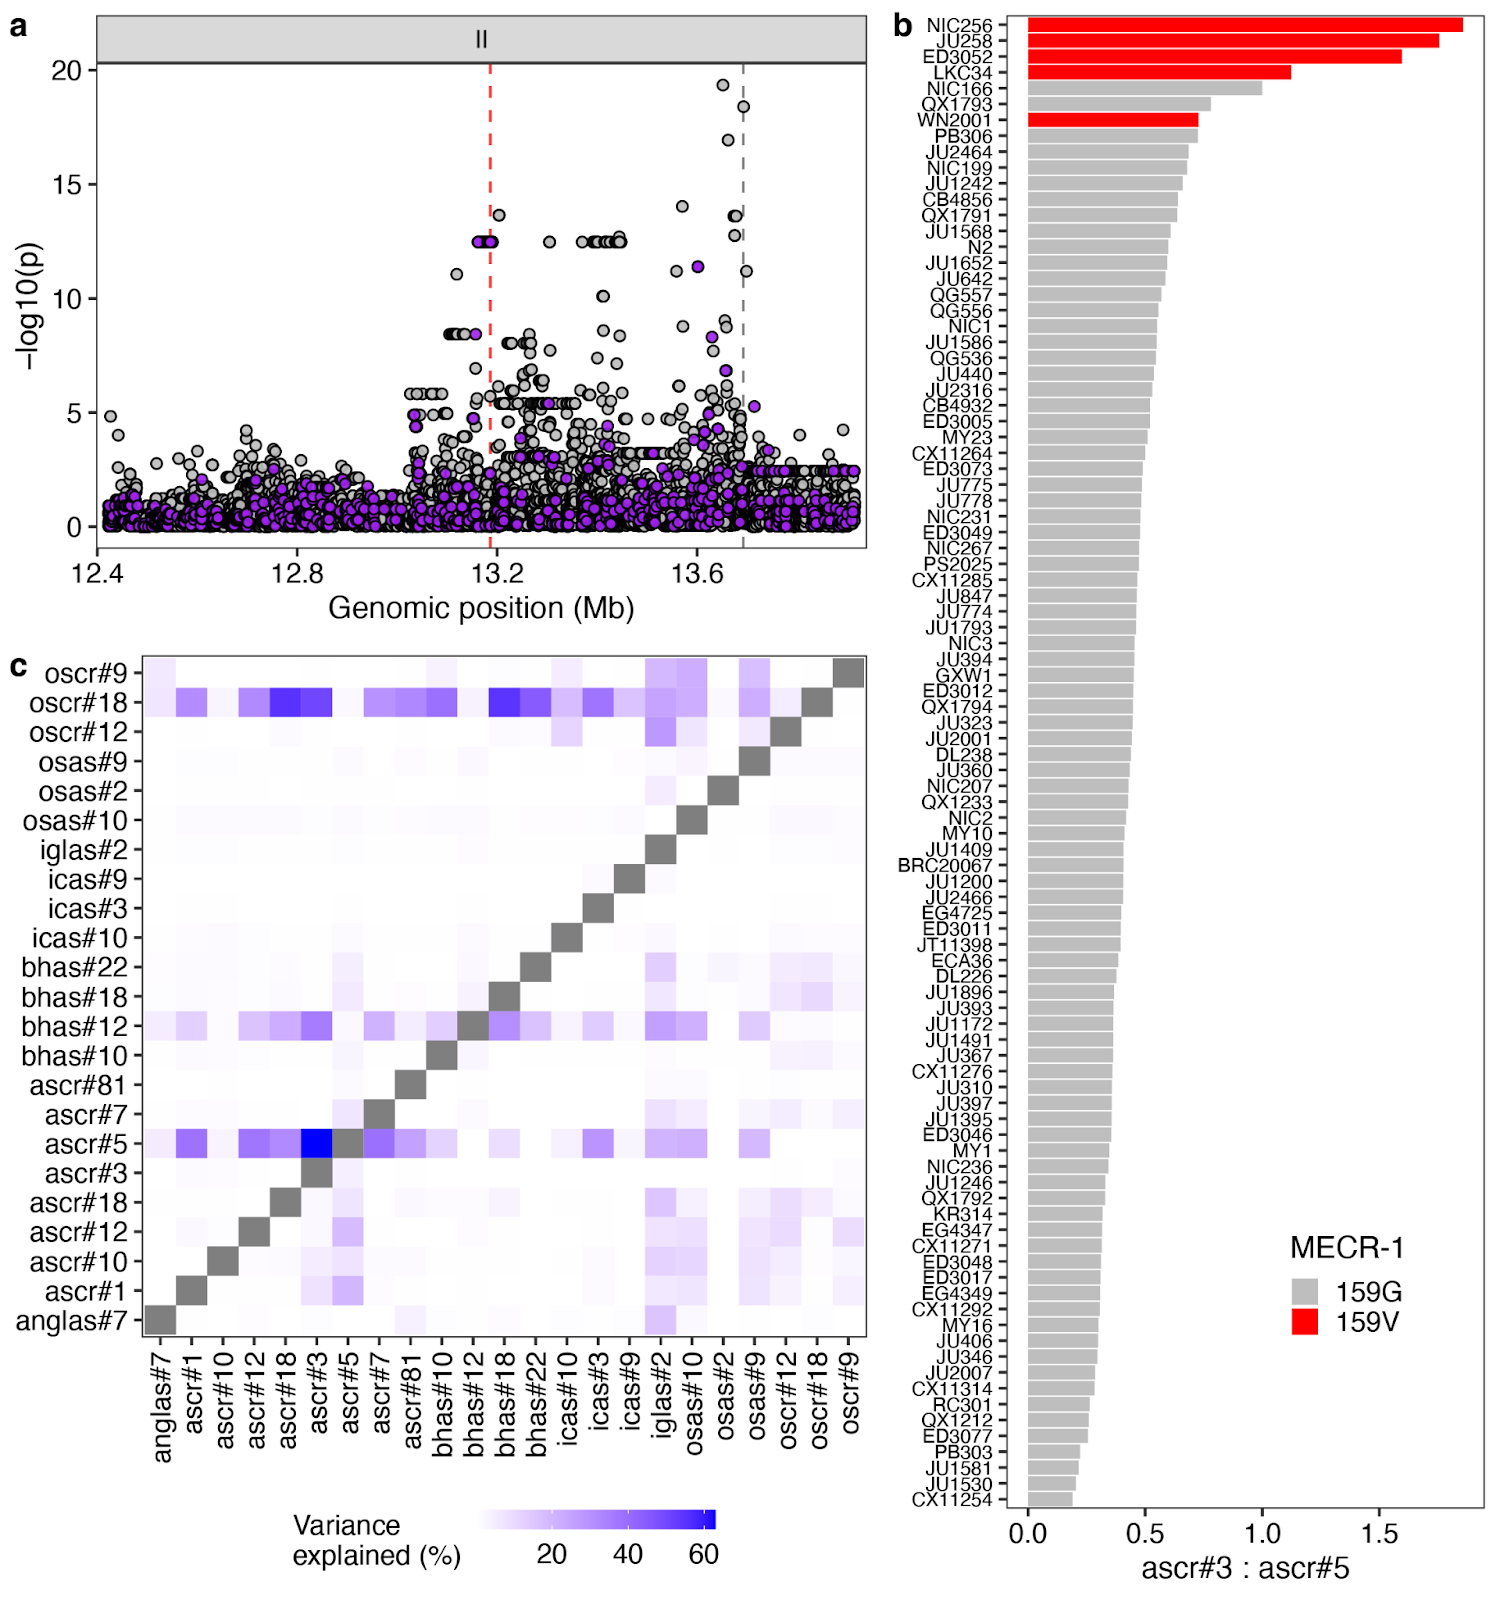 a
II
20
15
10
5
0
−log10(p)
12.4
12.8
13.2
13.6
Genomic position (Mb)
b
NIC256
JU258
ED3052
LKC34
NIC166
QX1793
WN2001
PB306
JU2464
NIC199
JU1242
CB4856
QX1791
JU1568
N2
JU1652
JU642
QG557
QG556
NIC1
JU1586
QG536
JU440
JU2316
CB4932
ED3005
MY23
CX11264
ED3073
JU775
JU778
NIC231
ED3049
NIC267
PS2025
CX11285
JU847
JU774
JU1793
NIC3
JU394
GXW1
ED3012
QX1794
JU323
JU2001
DL238
JU360
NIC207
QX1233
NIC2
MY10
JU1409
BRC20067
JU1200
JU2466
EG4725
ED3011
JT11398
ECA36
DL226
JU1896
JU393
JU1172
JU1491
JU367
CX11276
JU310
JU397
JU1395
ED3046
MY1
NIC236
JU1246
QX1792
KR314
EG4347
CX11271
ED3048
ED3017
EG4349
CX11292
MY16
JU406
JU346
JU2007
CX11314
RC301
QX1212
ED3077
PB303
JU1581
JU1530
CX11254
0.0
0.5
1.0
1.5
ascr#3 : ascr#5
MECR-1
159G
159V
c
oscr#9
oscr#18
oscr#12
osas#9
osas#2
osas#10
iglas#2
icas#9
icas#3
icas#10
bhas#22
bhas#18
bhas#12
bhas#10
ascr#81
ascr#7
ascr#5
ascr#3
ascr#18
ascr#12
ascr#10
ascr#1
anglas#7
anglas#7
ascr#1
ascr#10
ascr#12
ascr#18
ascr#3
ascr#5
ascr#7
ascr#81
bhas#10
bhas#12
bhas#18
bhas#22
icas#10
icas#3
icas#9
iglas#2
osas#10
osas#2
osas#9
oscr#12
oscr#18
oscr#9
Variance
explained (%)
20
40
60